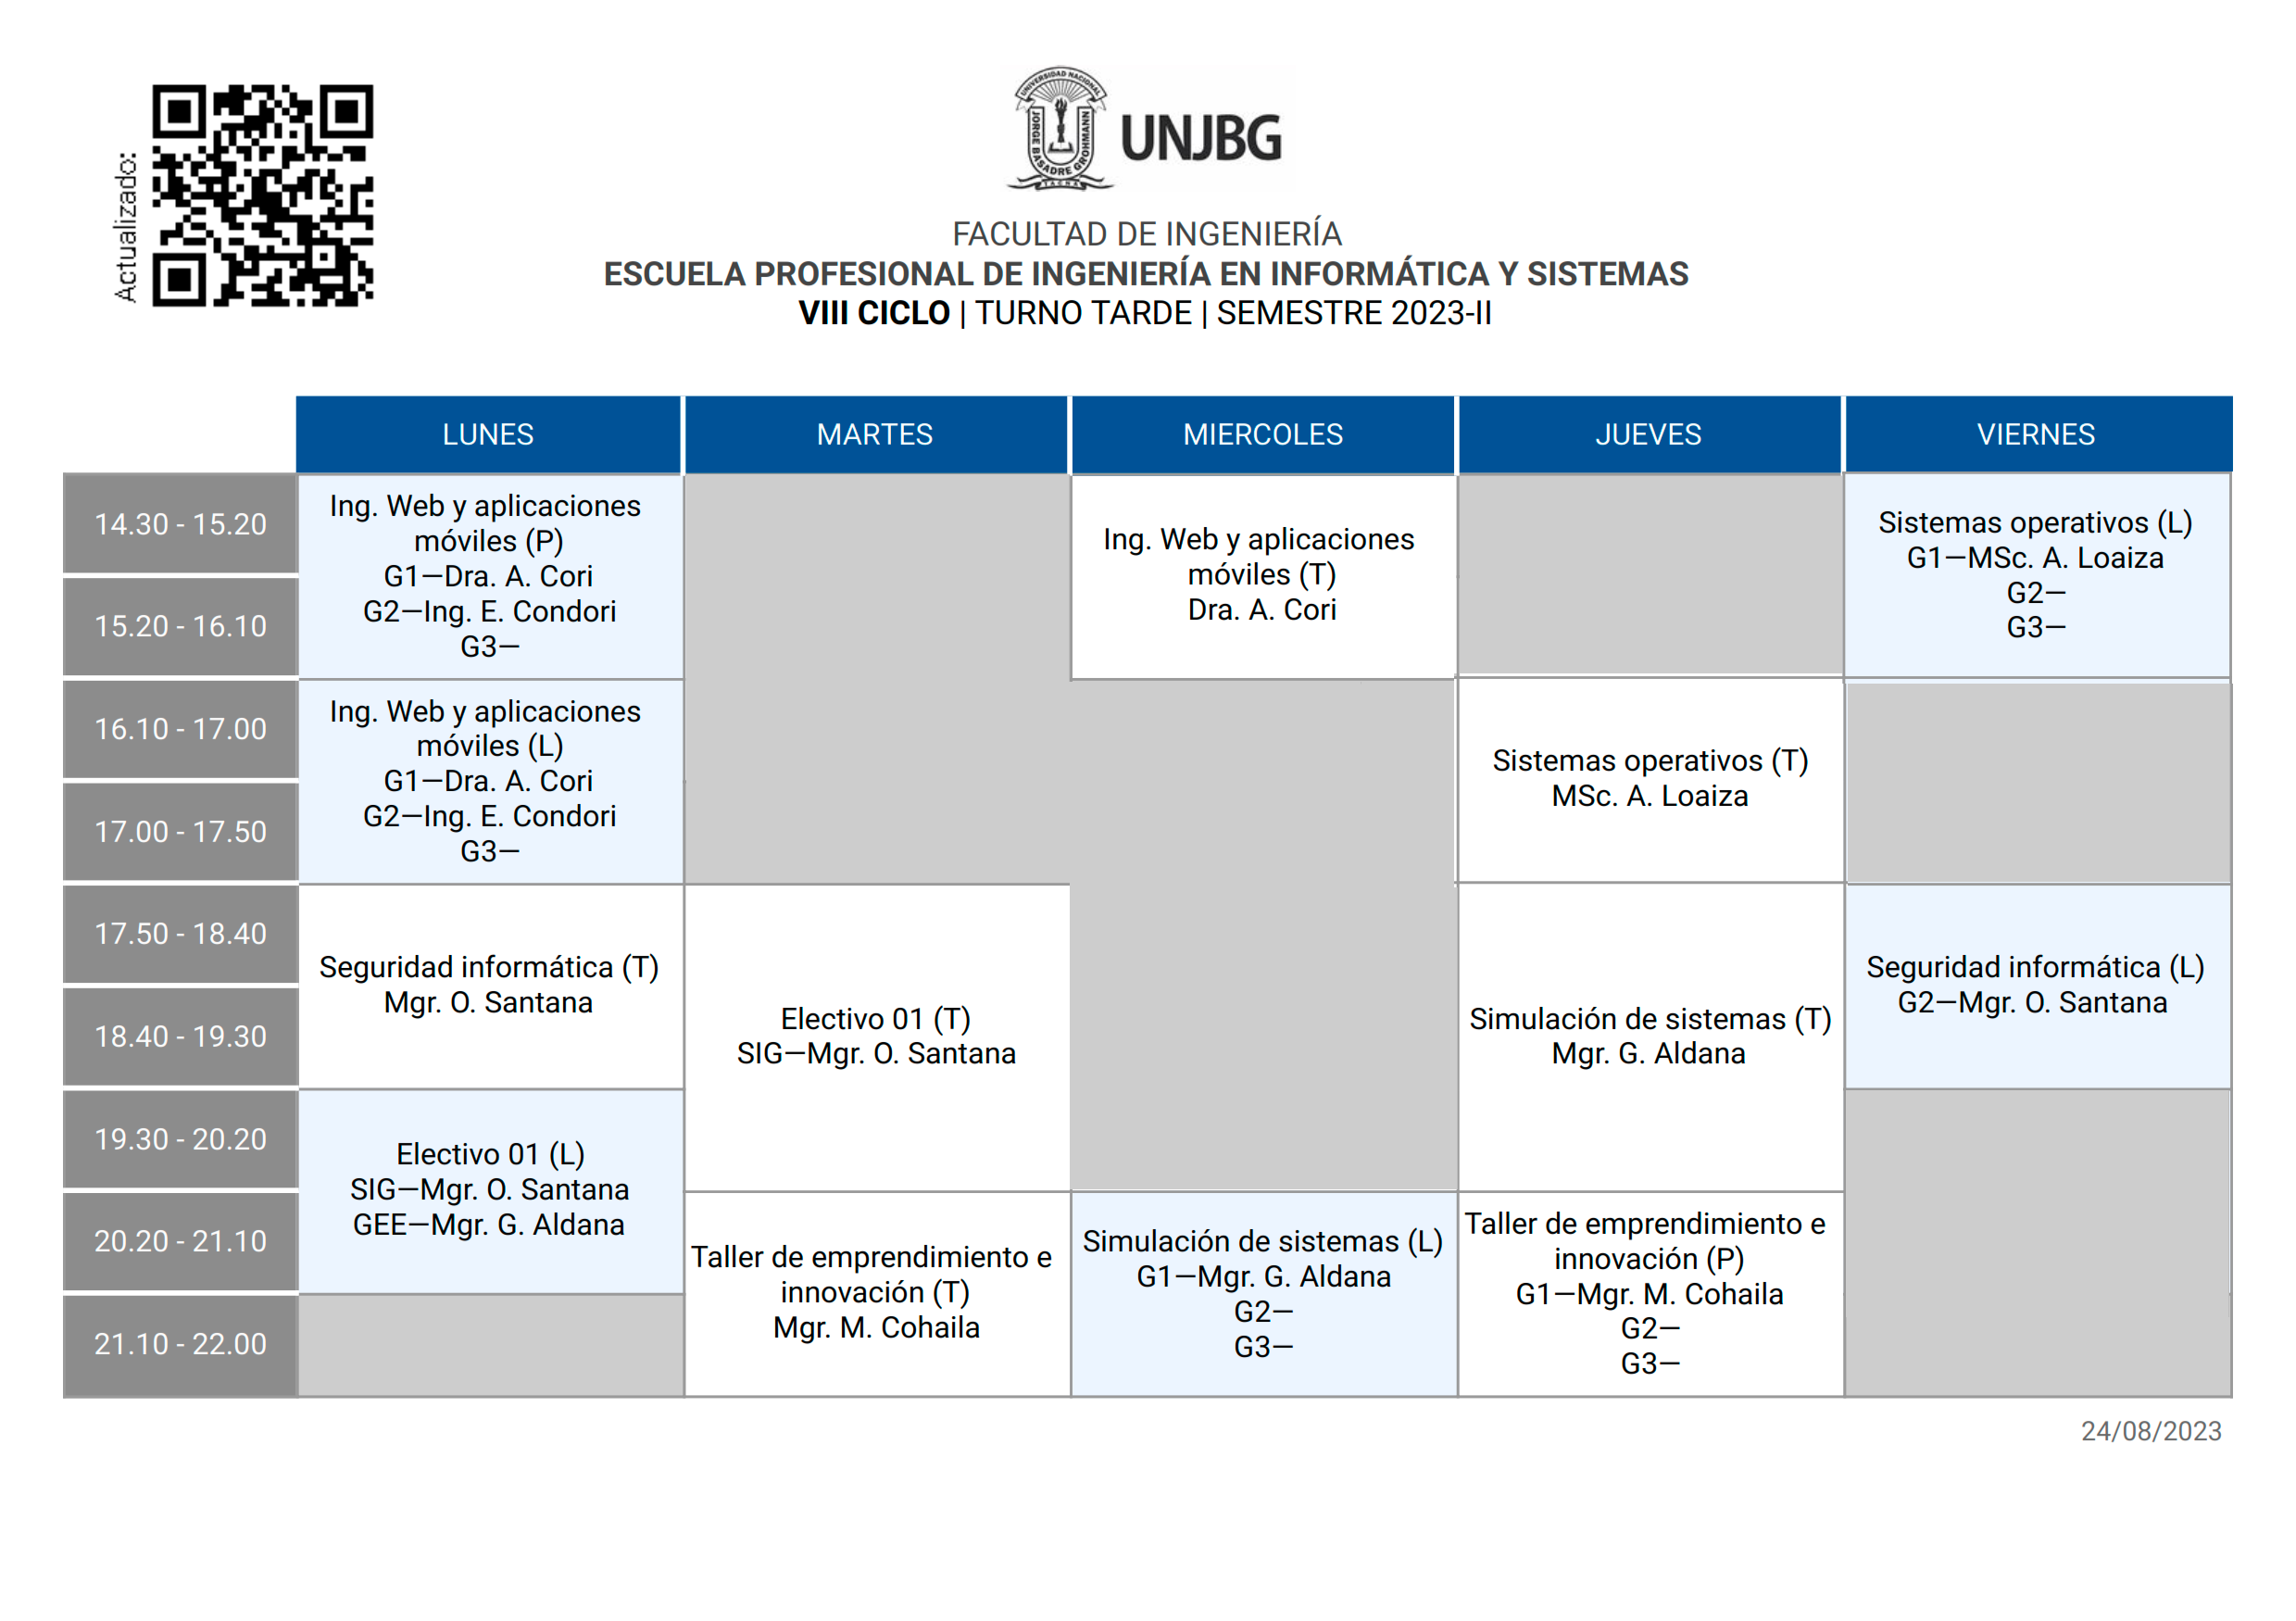 Actualizado:
UNIVERSIDAD NACIONAL
JORGE BASADRE GROHMANN
TACNA
UNJBG
FACULTAD DE INGENIERÍA
ESCUELA PROFESIONAL DE INGENIERÍA EN INFORMÁTICA Y SISTEMAS
VIII CICLO | TURNO TARDE | SEMESTRE 2023-II
LUNES
MARTES
MIERCOLES
JUEVES
VIERNES
14.30 - 15.20
15.20 - 16.10
16.10 - 17.00
17.00 - 17.50
17.50 - 18.40
18.40 - 19.30
19.30 - 20.20
20.20 - 21.10
21.10 - 22.00
Ing. Web y aplicaciones
móviles (P)
G1—Dra. A. Cori
G2—Ing. E. Condori
G3—
Ing. Web y aplicaciones
móviles (L)
G1—Dra. A. Cori
G2—Ing. E. Condori
G3—
Seguridad informática (T)
Mgr. O. Santana
Electivo 01 (L)
SIG—Mgr. O. Santana
GEE—Mgr. G. Aldana
Electivo 01 (T)
SIG—Mgr. O. Santana
Taller de emprendimiento e
innovación (T)
Mgr. M. Cohaila
Ing. Web y aplicaciones
móviles (T)
Dra. A. Cori
Simulación de sistemas (L)
G1—Mgr. G. Aldana
G2—
G3—
Sistemas operativos (T)
MSc. A. Loaiza
Simulación de sistemas (T)
Mgr. G. Aldana
Taller de emprendimiento e
innovación (P)
G1—Mgr. M. Cohaila
G2—
G3—
Sistemas operativos (L)
G1—MSc. A. Loaiza
G2—
G3—
Seguridad informática (L)
G2—Mgr. O. Santana
24/08/2023